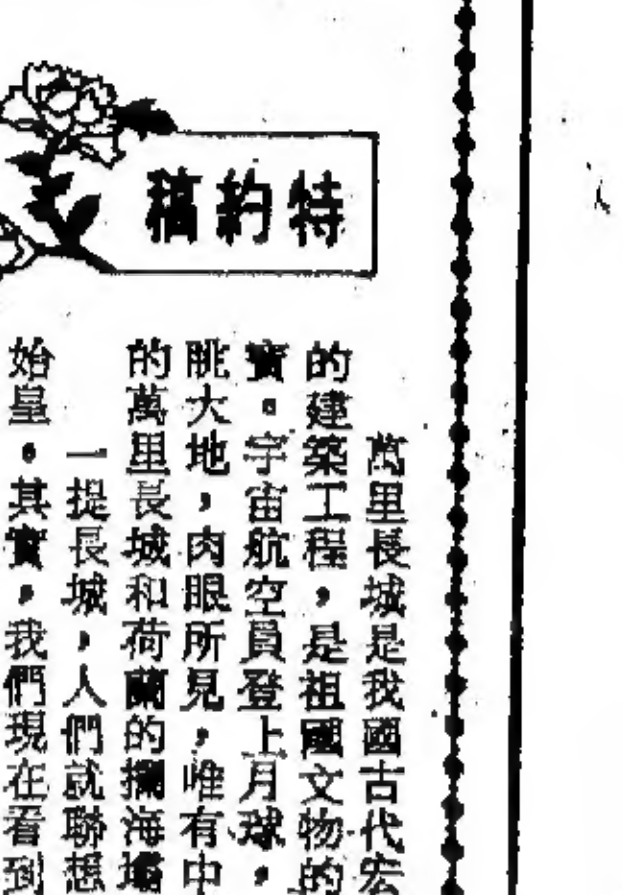 特約稿
萬里長城是我國古代宏
的建築工程，是祖國文物的
寶。宇宙航空員登上月球，
眺大地，肉眼所見，唯有中
的萬里長城和荷蘭的攔海壩
一提長城，人們就聯想
始皇。其實，我們現在看到